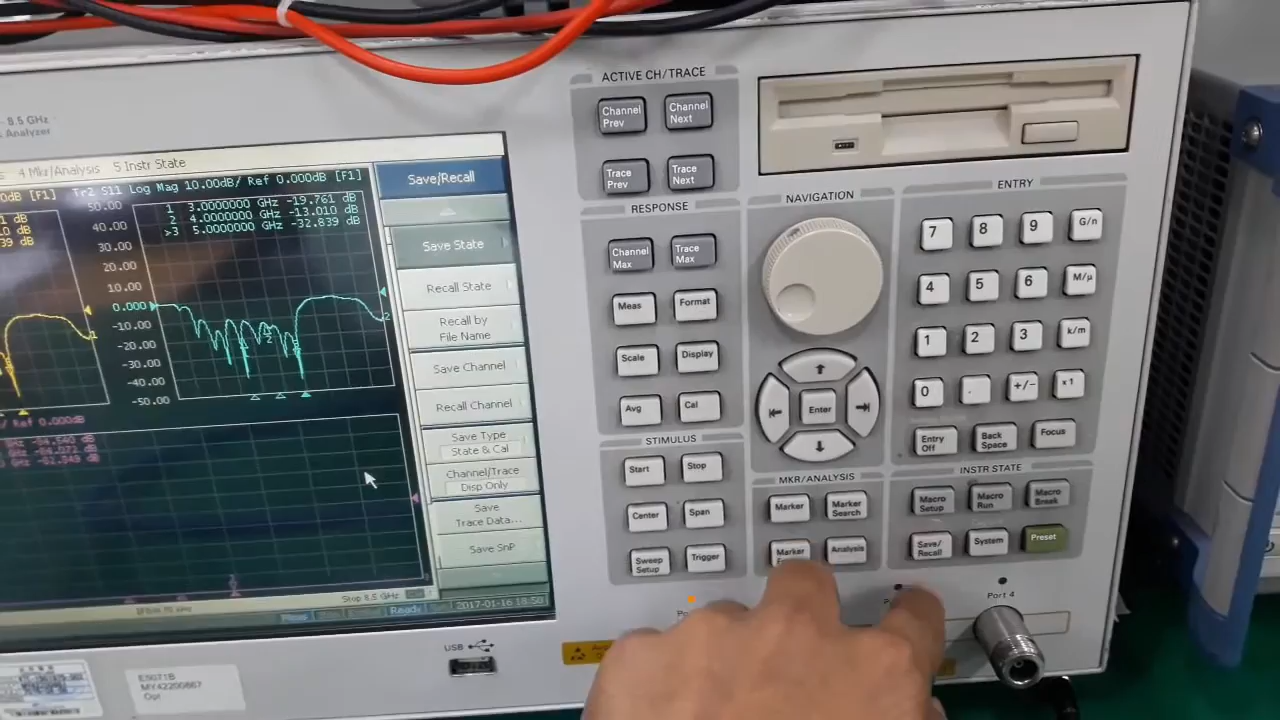 - 8.5 GHz
s Analyzer
4 Mkr/Analysis 5 Instr State
0dB [F1] Tr2 S11 Log Mag 10.00dB/ Ref 0.000dB [F1]
1 3.0000000 GHz -19.761 dB
2 4.0000000 GHz -13.010 dB
>3 5.0000000 GHz -32.839 dB
50.00
40.00
30.00
20.00
10.00
0.000
-10.00
-20.00
-30.00
-40.00
-50.00
/ Ref 0.000dB
Stop 8.5 GHz
Meas
Ready
2017-01-16 18:50
Save/Recall
Save State
Recall State
Recall by
File Name
Save Channel
Recall Channel
Save Type
State & Cal
Channel/Trace
Disp Only
Save
Trace Data...
Save SnP
ACTIVE CH/TRACE
Channel
Prev
Channel
Next
Trace
Prev
Trace
Next
RESPONSE
Channel
Max
Trace
Max
Meas
Format
Scale
Display
Avg
Cal
STIMULUS
Start
Stop
Center
Span
Sweep
Setup
Trigger
NAVIGATION
Enter
MKR/ANALYSIS
Marker
Marker
Search
Marker
Analysis
ENTRY
7 8 9 G/n
4 5 6 M/µ
1 2 3 k/m
0 . +/- x1
Entry
Off
Back
Space
Focus
INSTR STATE
Macro
Setup
Macro
Run
Macro
Break
Save/
Recall
System
Preset
Port 4
USB
E5071B
MY42200867
Opt